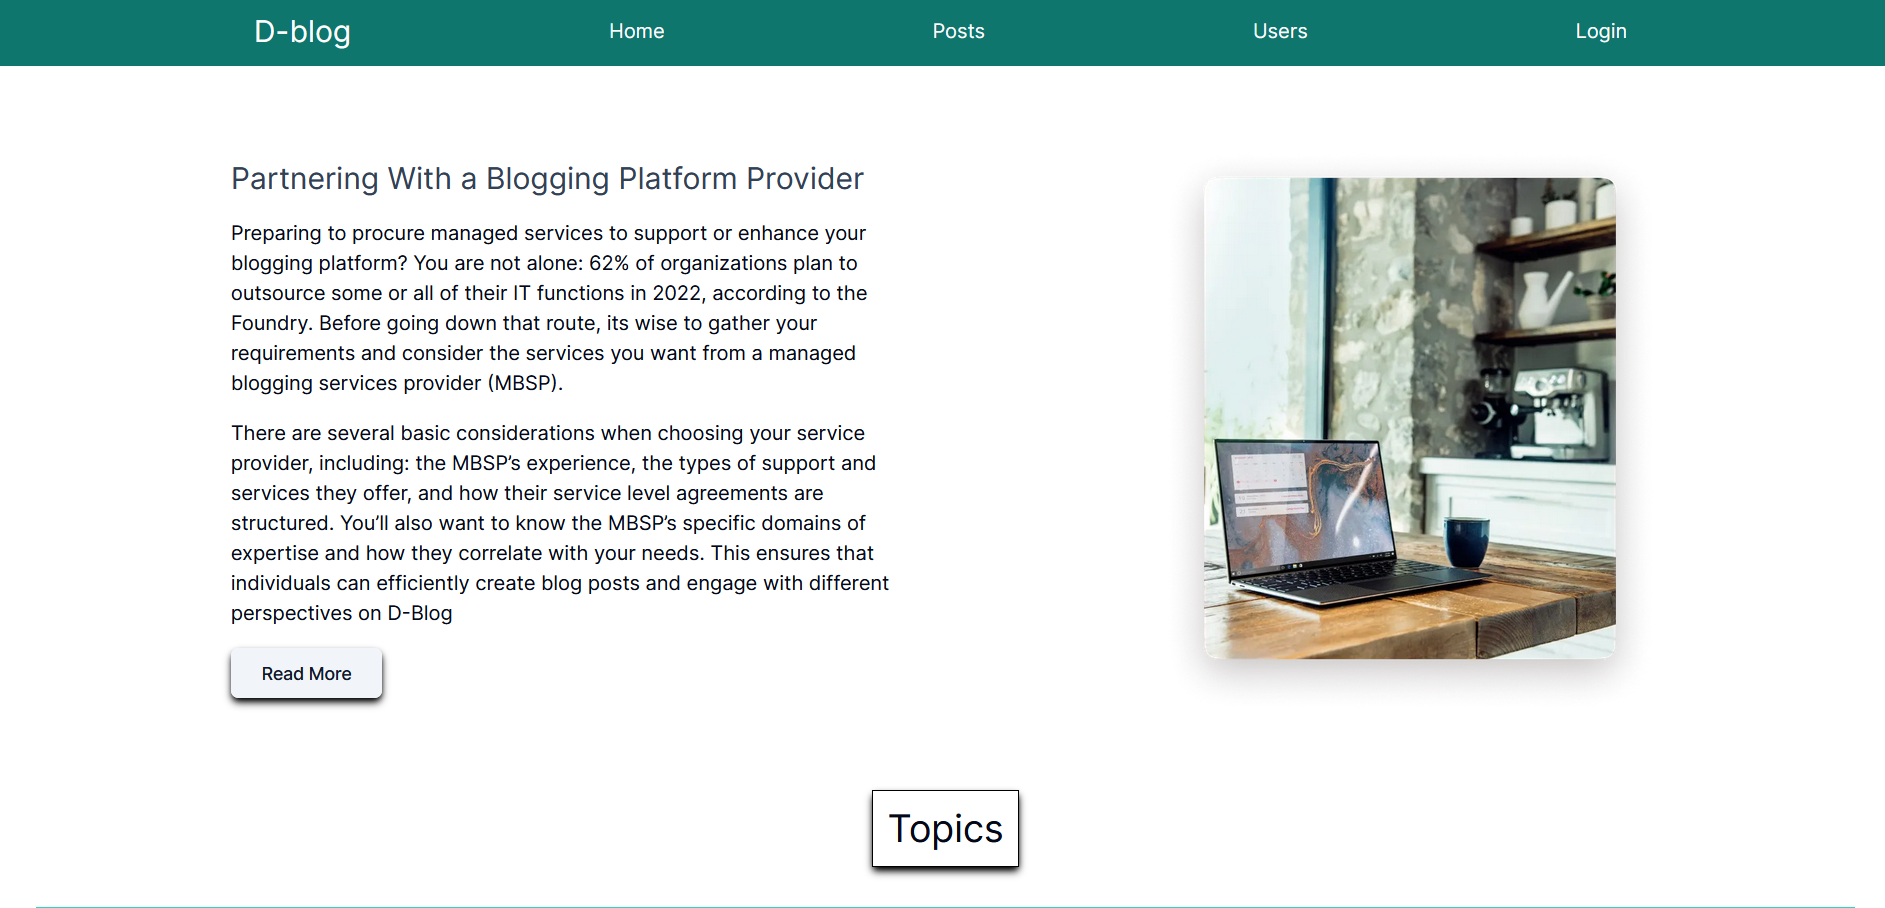 D-blog Home Posts Users Login
Partnering With a Blogging Platform Provider
Preparing to procure managed services to support or enhance your
blogging platform? You are not alone: 62% of organizations plan to
outsource some or all of their IT functions in 2022, according to the
Foundry. Before going down that route, its wise to gather your
requirements and consider the services you want from a managed
blogging services provider (MBSP).
There are several basic considerations when choosing your service
provider, including: the MBSP’s experience, the types of support and
services they offer, and how their service level agreements are
structured. You’ll also want to know the MBSP’s specific domains of
expertise and how they correlate with your needs. This ensures that
individuals can efficiently create blog posts and engage with different
perspectives on D-Blog
Read More
Topics